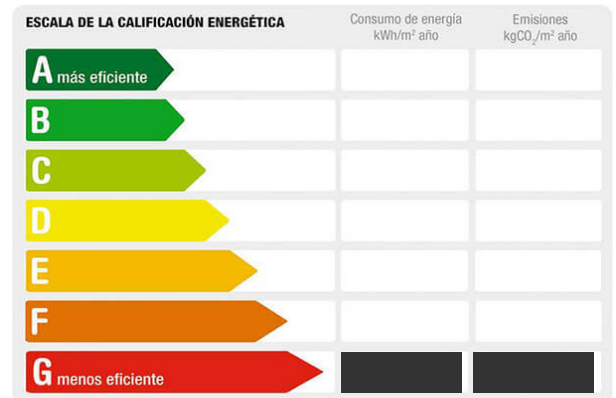 ESCALA DE LA CALIFICACIÓN ENERGÉTICA
Consumo de energía
kWh/m² año
Emisiones
kgCO₂/m² año
A más eficiente
B
C
D
E
F
G menos eficiente